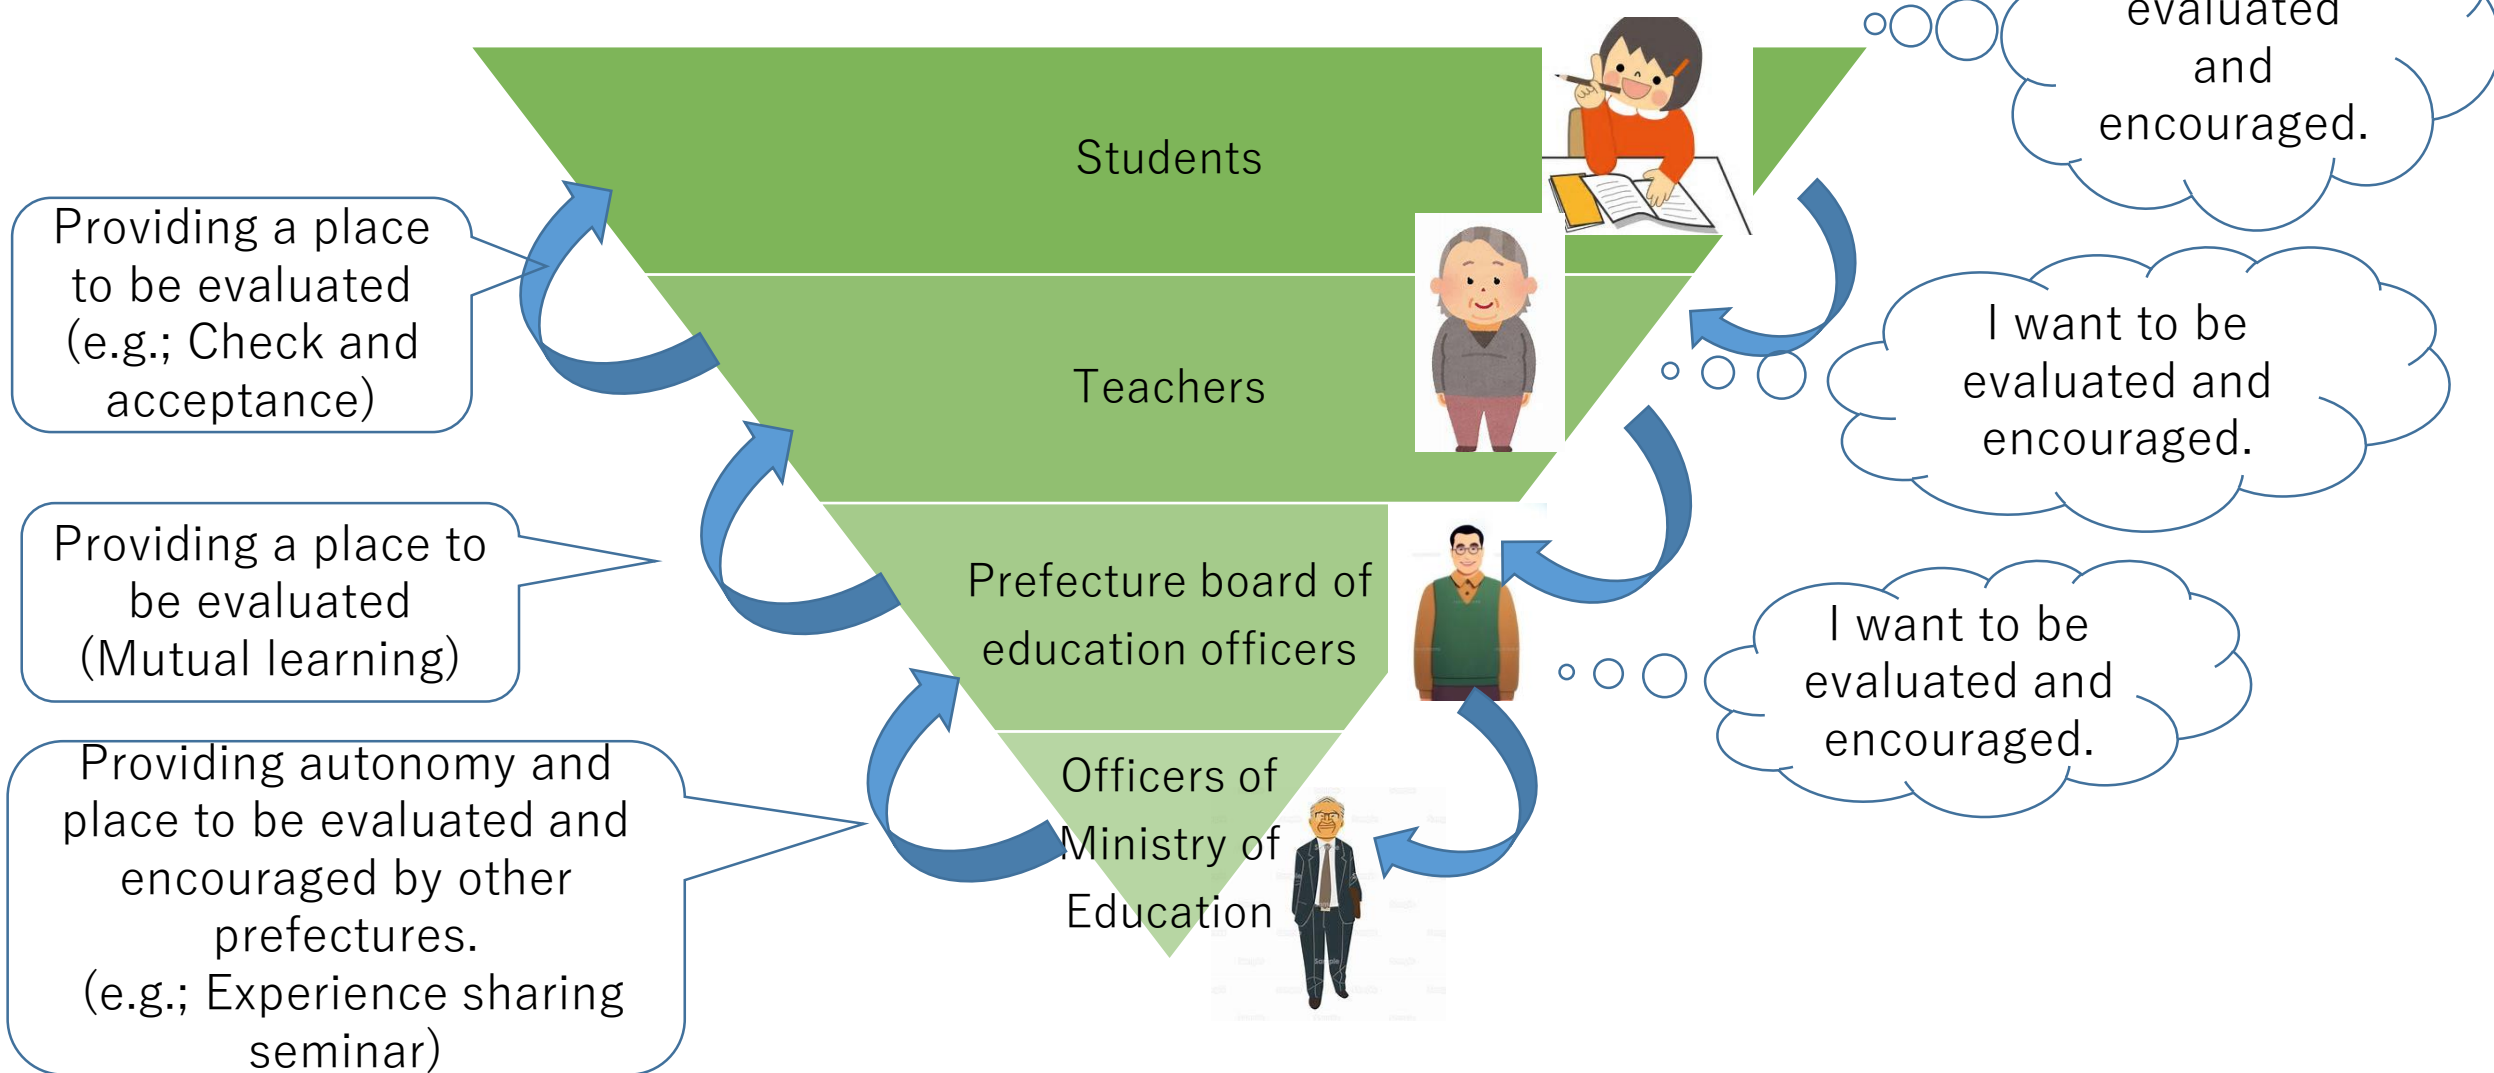 evaluated
and
encouraged.
Students
Providing a place
to be evaluated
(e.g.; Check and
acceptance)
I want to be
evaluated and
encouraged.
Teachers
Providing a place to
be evaluated
(Mutual learning)
Prefecture board of
education officers
I want to be
evaluated and
encouraged.
Providing autonomy and
place to be evaluated and
encouraged by other
prefectures.
(e.g.; Experience sharing
seminar)
Officers of
Ministry of
Education
Sample